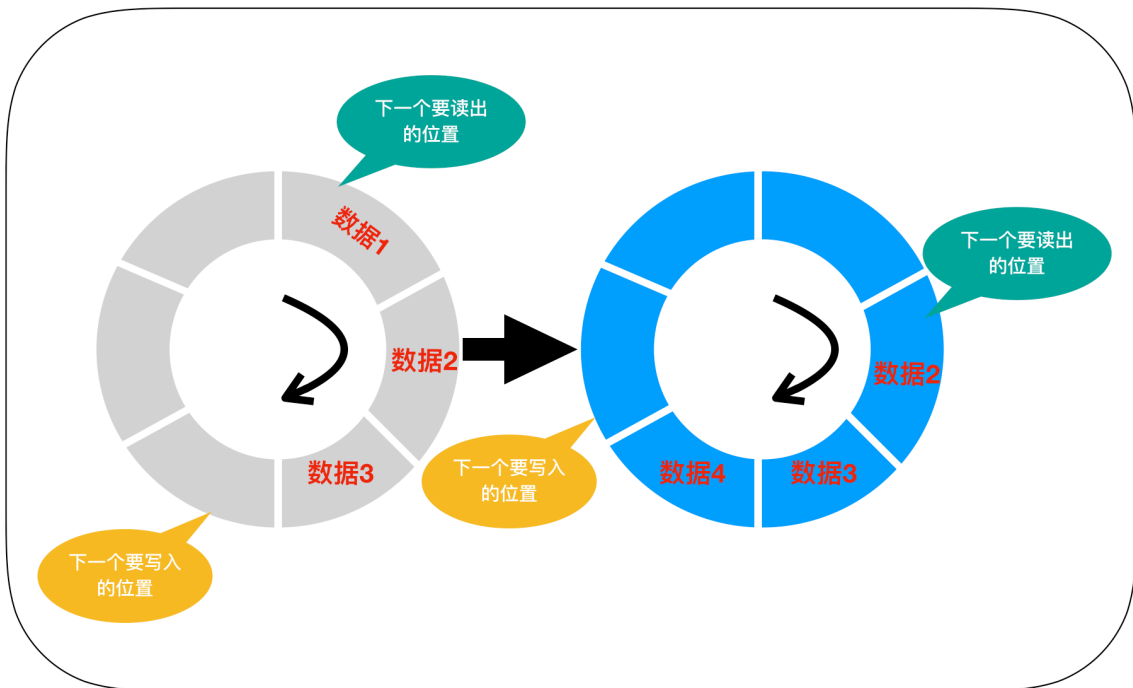 下一个要读出
的位置
数据1
数据2
数据3
下一个要写入
的位置
下一个要读出
的位置
数据2
数据3
数据4
下一个要写入
的位置